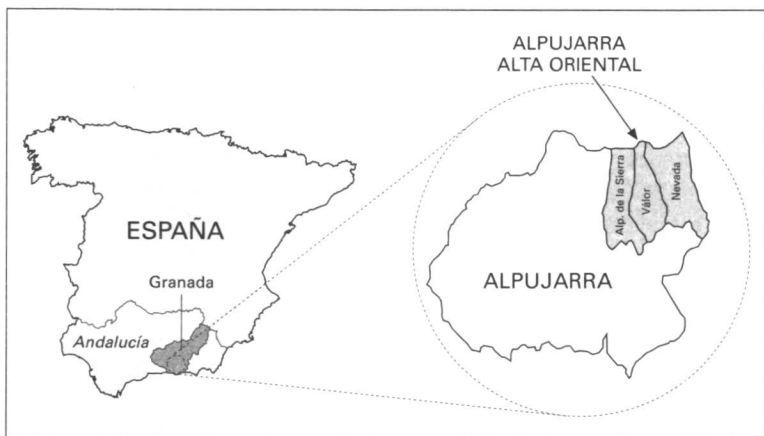 ALPUJARRA
ALTA ORIENTAL
Alp. de la Sierra
Válor
Nevada
ESPAÑA
Granada
ALPUJARRA
Andalucía